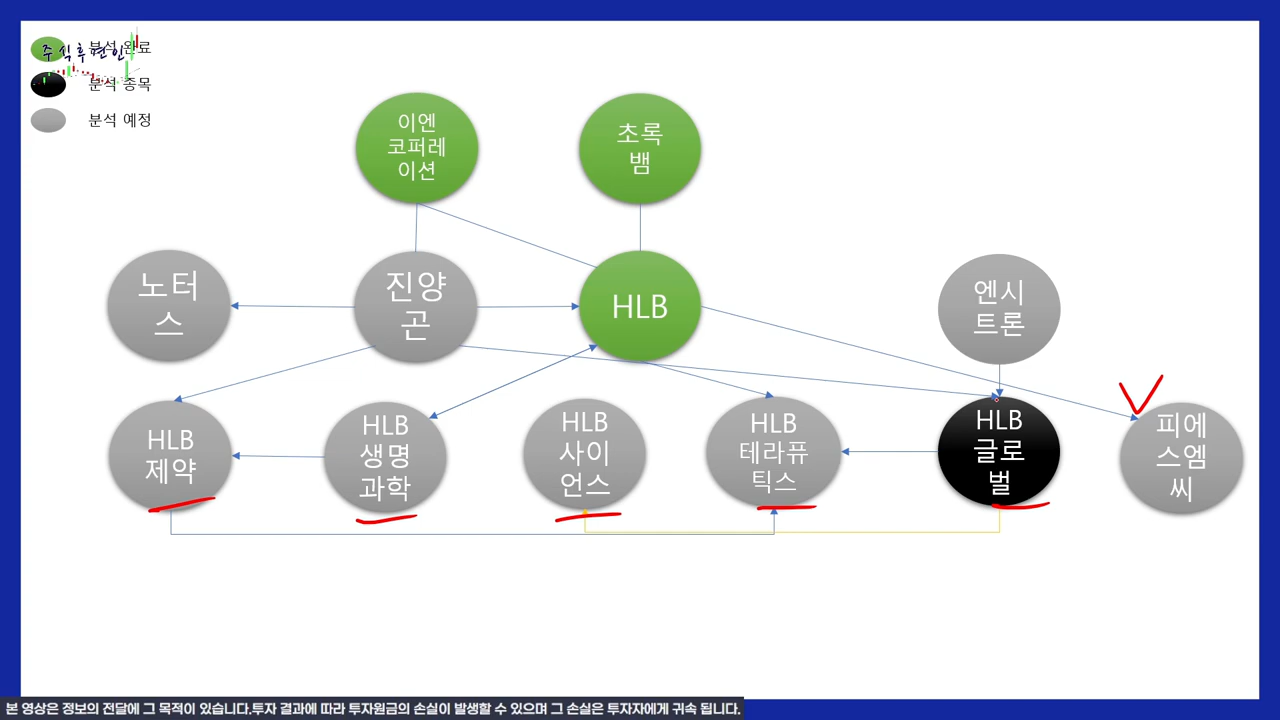 분석 완료
주식후견인
분석 종목
분석 예정
이엔
코퍼레
이션
초록
뱀
노터
스
진양
곤
HLB
엔시
트론
HLB
제약
HLB
생명
과학
HLB
사이
언스
HLB
테라퓨
틱스
HLB
글로
벌
피에
스엠
씨
본 영상은 정보의 전달에 그 목적이 있습니다.투자 결과에 따라 투자원금의 손실이 발생할 수 있으며 그 손실은 투자자에게 귀속 됩니다.